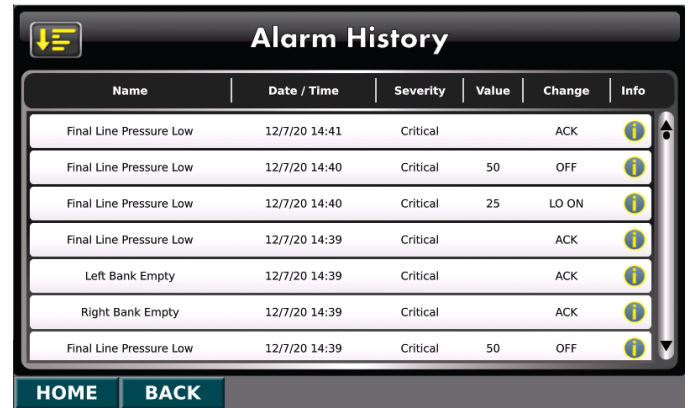 Alarm History
Name Date / Time Severity Value Change Info
Final Line Pressure Low 12/7/20 14:41 Critical ACK i
Final Line Pressure Low 12/7/20 14:40 Critical 50 OFF i
Final Line Pressure Low 12/7/20 14:40 Critical 25 LO ON i
Final Line Pressure Low 12/7/20 14:39 Critical ACK i
Left Bank Empty 12/7/20 14:39 Critical ACK i
Right Bank Empty 12/7/20 14:39 Critical ACK i
Final Line Pressure Low 12/7/20 14:39 Critical 50 OFF i
HOME BACK